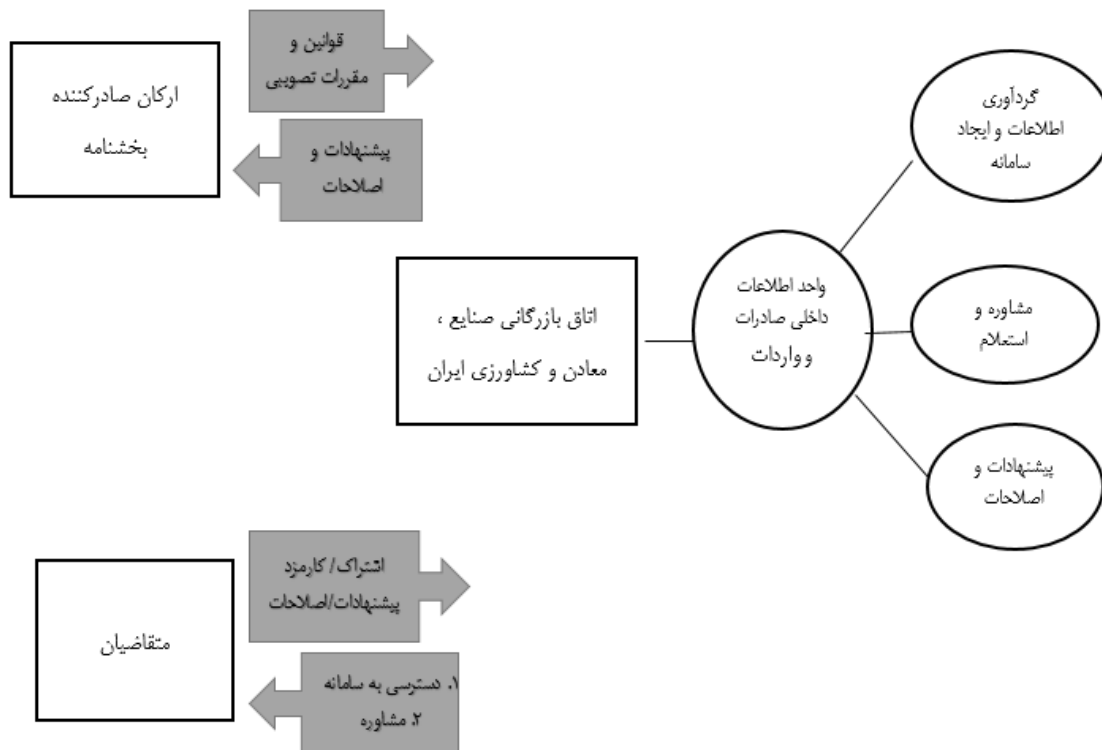 ارکان صادرکننده
بخشنامه
قوانین و
مقررات تصویبی
پیشنهادات و
اصلاحات
اتاق بازرگانی صنایع ،
معادن و کشاورزی ایران
واحد اطلاعات
داخلی صادرات
و واردات
گردآوری
اطلاعات و ایجاد
سامانه
مشاوره و
استعلام
پیشنهادات و
اصلاحات
متقاضیان
اشتراک/ کارمزد
پیشنهادات/اصلاحات
۱. دسترسی به سامانه
۲. مشاوره